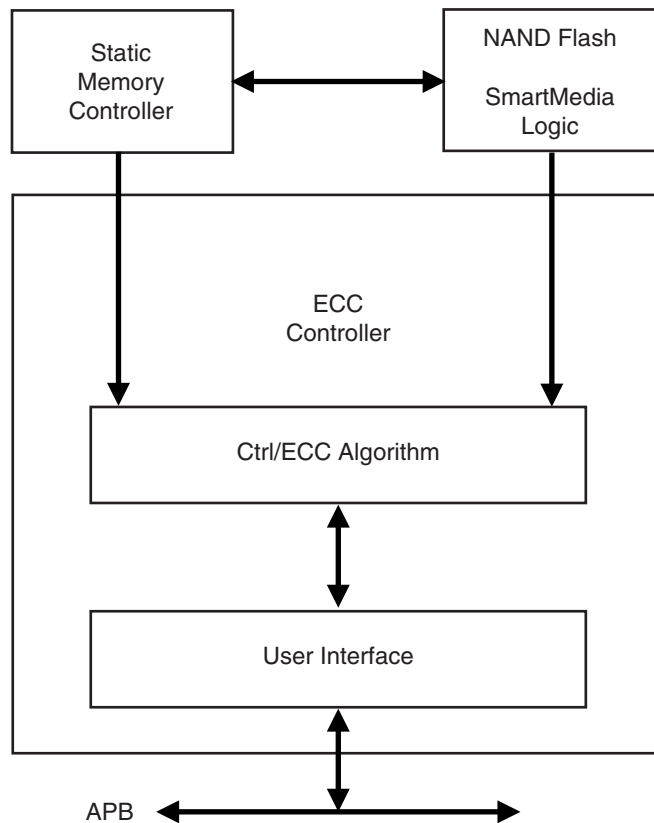 Static
Memory
Controller
NAND Flash
SmartMedia
Logic
ECC
Controller
Ctrl/ECC Algorithm
User Interface
APB